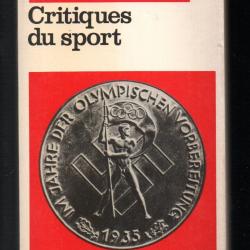 Critiques
du sport
IM JAHRE DER OLYMPISCHEN VORBEREITUNG
1935